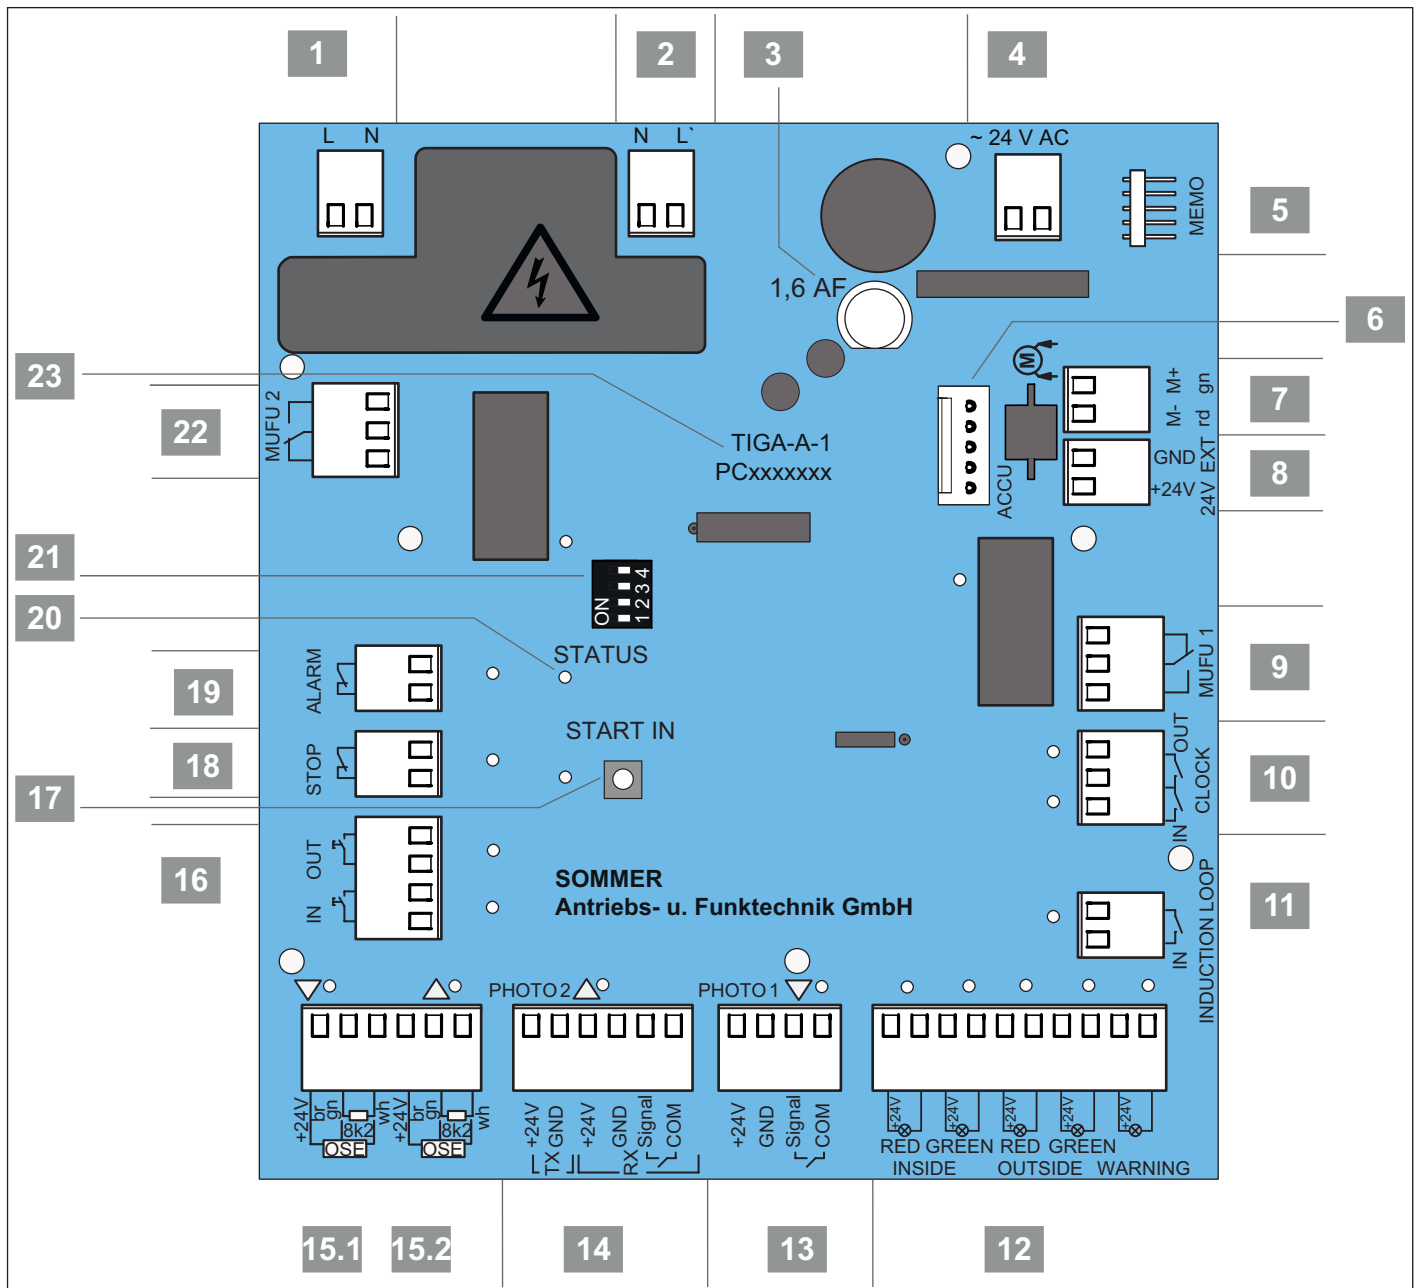 1
2
3
4
L N
N L`
~ 24 V AC
MEMO
5
1,6 AF
6
23
MUFU 2
22
TIGA-A-1
PCxxxxxxx
ACCU
M
M- M+
rd gn
7
GND
+24V
24V EXT
8
21
ON
1 2 3 4
20
STATUS
ALARM
19
MUFU 1
9
START IN
STOP
18
17
OUT
CLOCK
IN
10
OUT
IN
16
SOMMER
Antriebs- u. Funktechnik GmbH
IN
INDUCTION LOOP
11
PHOTO 2
PHOTO 1
+24V
br
gn
wh
8k2
OSE
+24V
br
gn
wh
8k2
OSE
+24V
GND
TX
+24V
GND
Signal
COM
RX
+24V
GND
Signal
COM
+24V
+24V
+24V
+24V
+24V
RED GREEN RED GREEN
INSIDE OUTSIDE WARNING
15.1
15.2
14
13
12